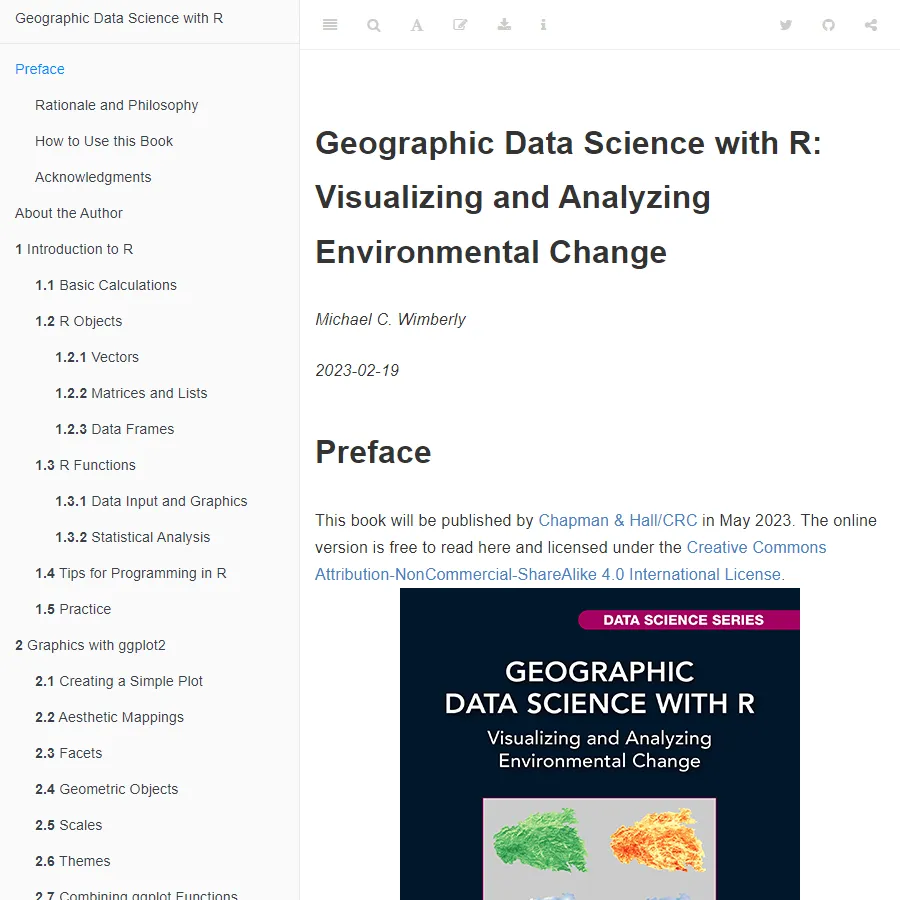 Geographic Data Science with R
Preface
Rationale and Philosophy
How to Use this Book
Acknowledgments
About the Author
1 Introduction to R
1.1 Basic Calculations
1.2 R Objects
1.2.1 Vectors
1.2.2 Matrices and Lists
1.2.3 Data Frames
1.3 R Functions
1.3.1 Data Input and Graphics
1.3.2 Statistical Analysis
1.4 Tips for Programming in R
1.5 Practice
2 Graphics with ggplot2
2.1 Creating a Simple Plot
2.2 Aesthetic Mappings
2.3 Facets
2.4 Geometric Objects
2.5 Scales
2.6 Themes
2.7 Combining ggplot Functions
A
Geographic Data Science with R:
Visualizing and Analyzing
Environmental Change
Michael C. Wimberly
2023-02-19
Preface
This book will be published by Chapman & Hall/CRC in May 2023. The online
version is free to read here and licensed under the Creative Commons
Attribution-NonCommercial-ShareAlike 4.0 International License.
DATA SCIENCE SERIES
GEOGRAPHIC
DATA SCIENCE WITH R
Visualizing and Analyzing
Environmental Change